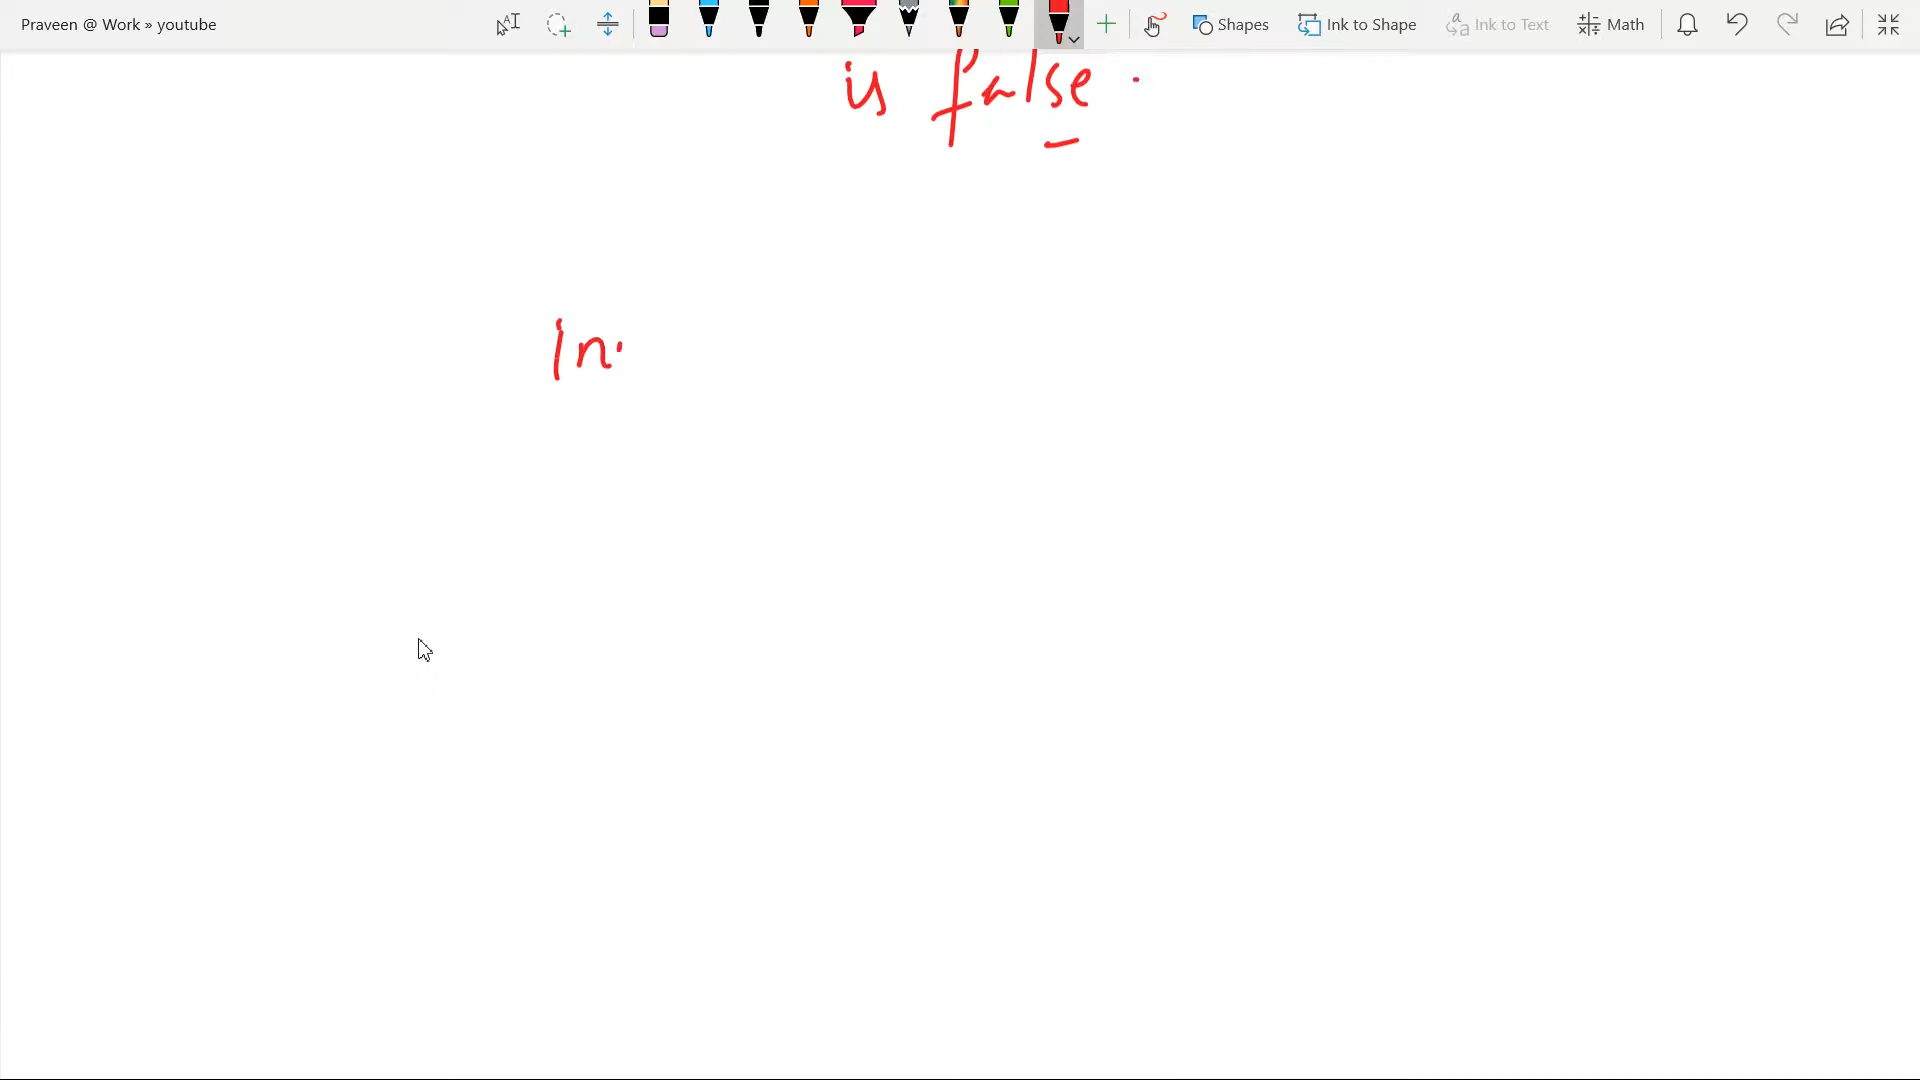 Praveen @ Work » youtube Shapes Ink to Shape Ink to Text Math
is false.
In